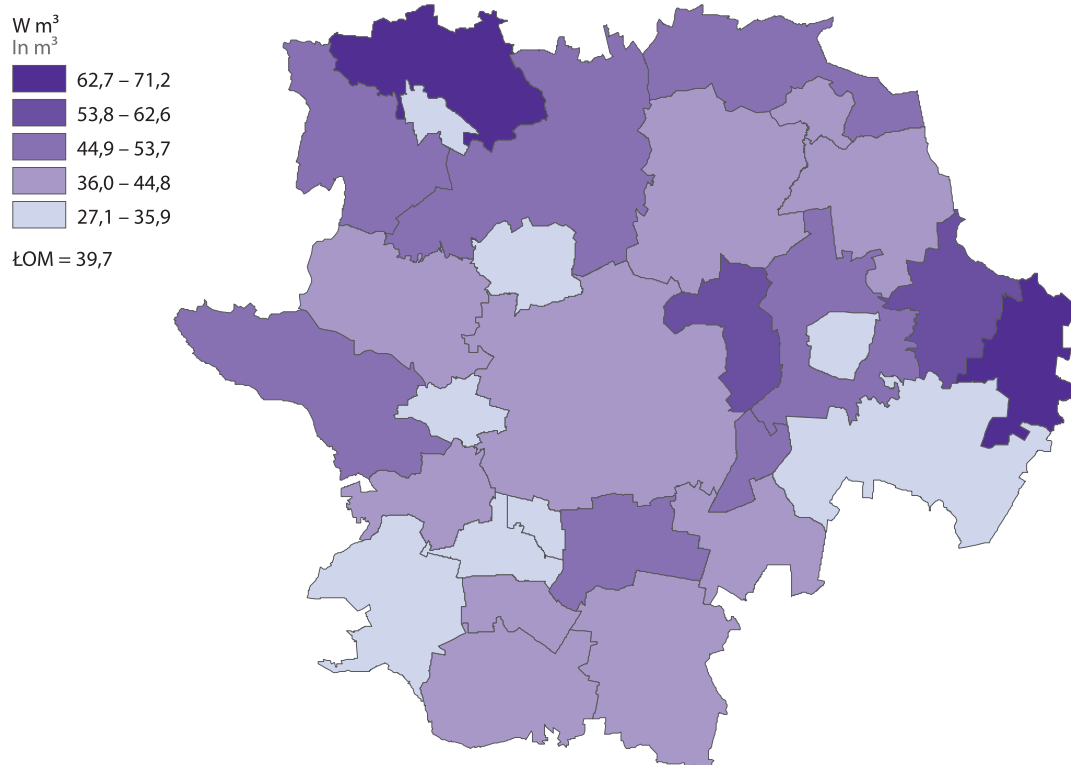 W m³
In m³
62,7 – 71,2
53,8 – 62,6
44,9 – 53,7
36,0 – 44,8
27,1 – 35,9
ŁOM = 39,7